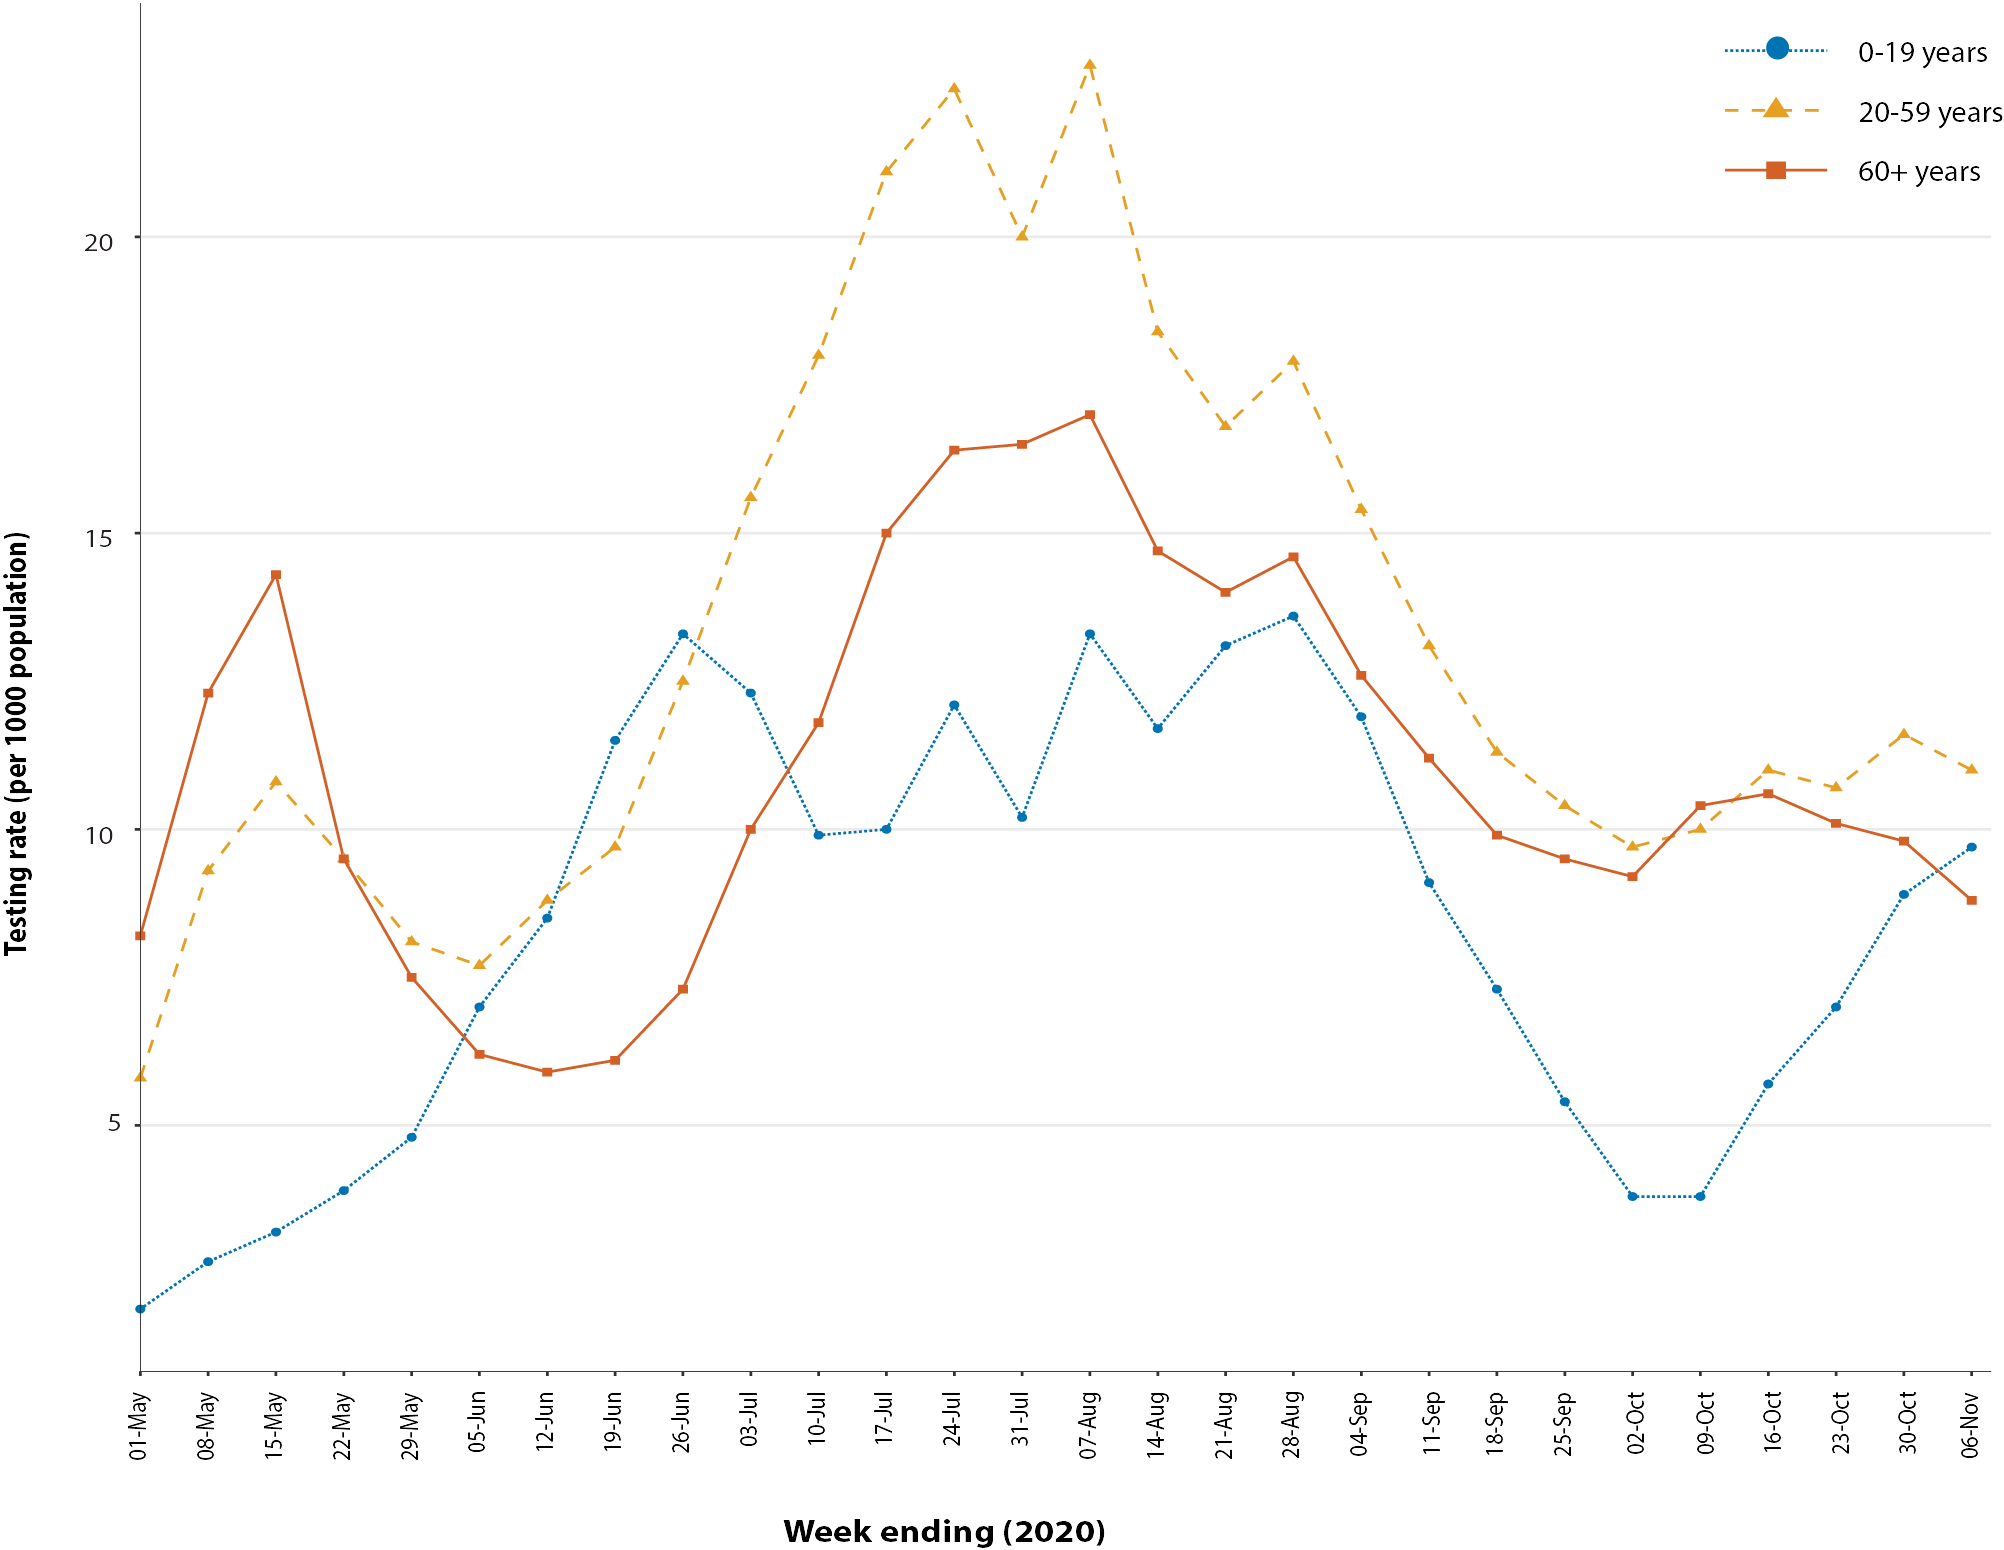 0-19 years
20-59 years
60+ years
Testing rate (per 1000 population)
20
15
10
5
01-May
08-May
15-May
22-May
29-May
05-Jun
12-Jun
19-Jun
26-Jun
03-Jul
10-Jul
17-Jul
24-Jul
31-Jul
07-Aug
14-Aug
21-Aug
28-Aug
04-Sep
11-Sep
18-Sep
25-Sep
02-Oct
09-Oct
16-Oct
23-Oct
30-Oct
06-Nov
Week ending (2020)